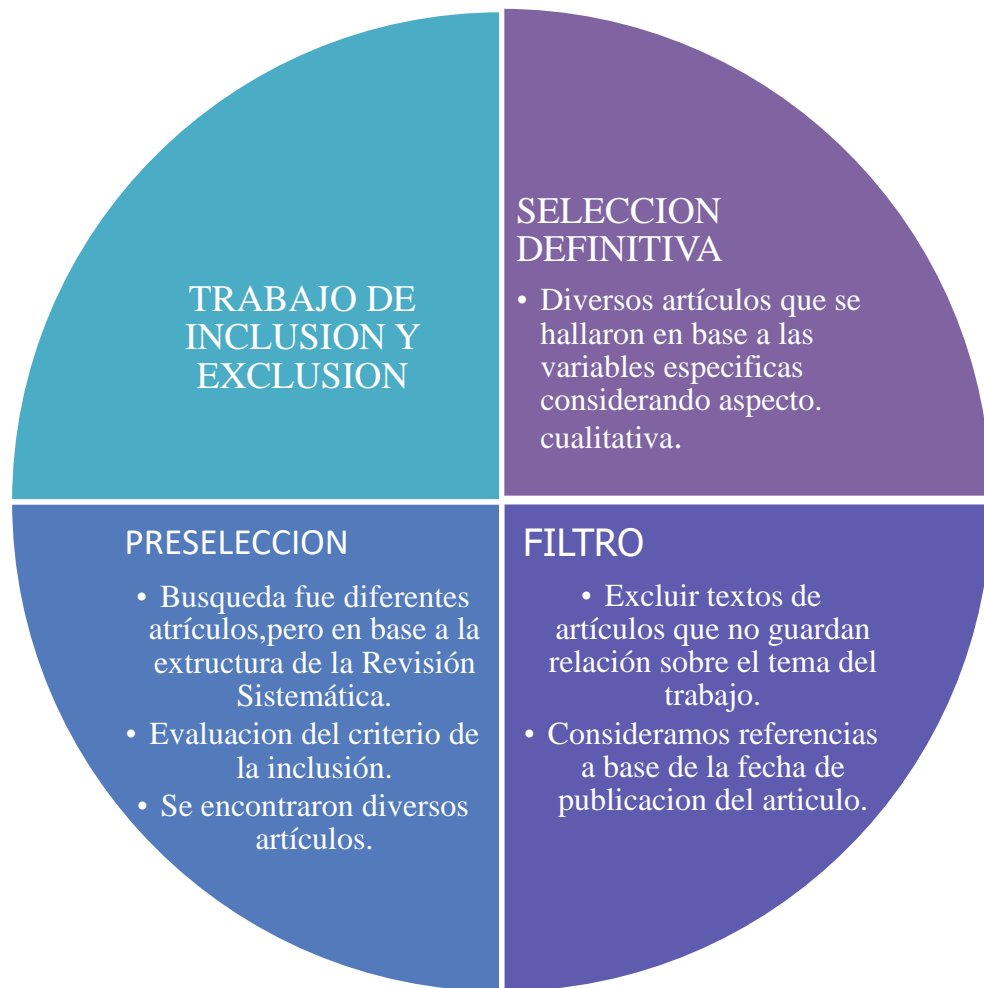 TRABAJO DE
INCLUSION Y
EXCLUSION
SELECCION
DEFINITIVA
• Diversos artículos que se
hallaron en base a las
variables especificas
considerando aspecto.
cualitativa.
PRESELECCION
• Busqueda fue diferentes
atrículos,pero en base a la
extructura de la Revisión
Sistemática.
• Evaluacion del criterio de
la inclusión.
• Se encontraron diversos
artículos.
FILTRO
• Excluir textos de
artículos que no guardan
relación sobre el tema del
trabajo.
• Consideramos referencias
a base de la fecha de
publicacion del articulo.